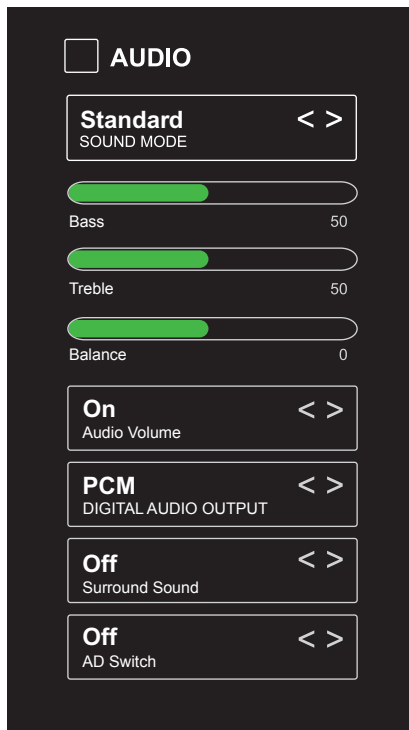 AUDIO
Standard < >
SOUND MODE
Bass 50
Treble 50
Balance 0
On < >
Audio Volume
PCM < >
DIGITAL AUDIO OUTPUT
Off < >
Surround Sound
Off < >
AD Switch